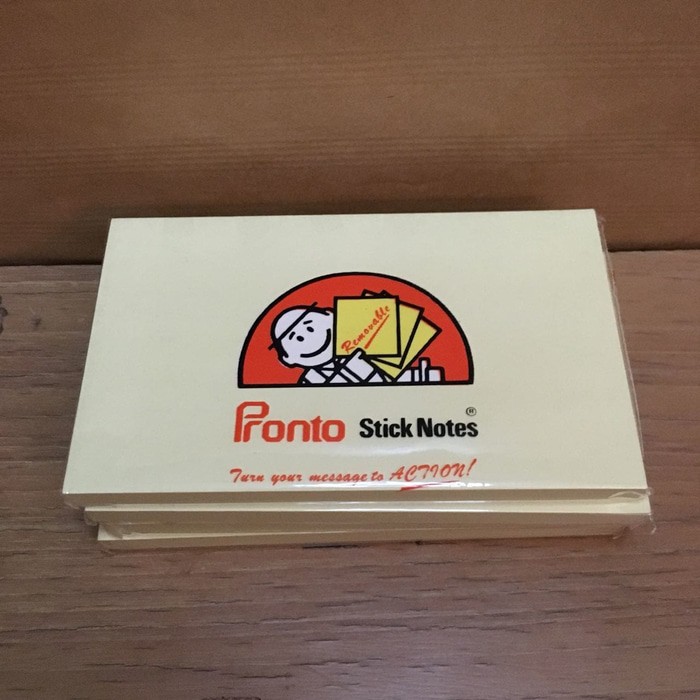 Removable
Pronto Stick Notes ®
Turn your message to ACTION!